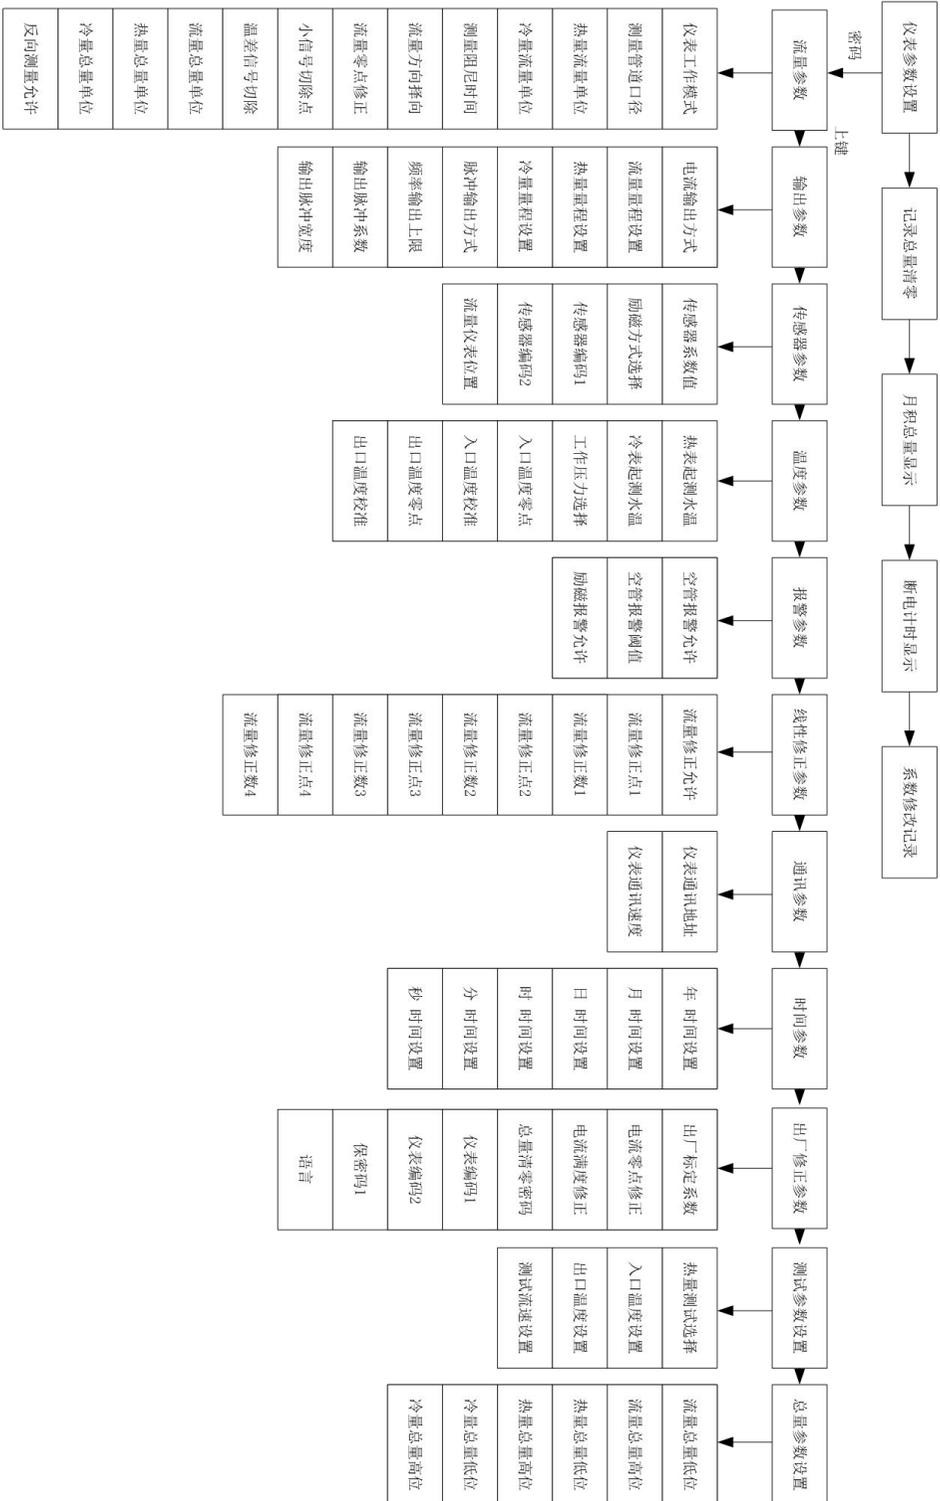 仪表参数设置
记录总量清零
月积总量显示
断电计时显示
系数修改记录
密码
上键
流量参数
仪表工作模式
测量管道口径
热量流量单位
冷量流量单位
测量阻尼时间
流量方向择向
流量零点修正
小信号切除点
温差信号切除
流量总量单位
热量总量单位
冷量总量单位
反向测量允许
输出参数
电流输出方式
流量量程设置
热量量程设置
冷量量程设置
脉冲输出方式
频率输出上限
输出脉冲系数
输出脉冲宽度
传感器参数
传感器系数值
励磁方式选择
传感器编码1
传感器编码2
流量仪表位置
温度参数
热表起测水温
冷表起测水温
工作压力选择
入口温度零点
入口温度校准
出口温度零点
出口温度校准
报警参数
空管报警允许
空管报警阈值
励磁报警允许
线性修正参数
流量修正允许
流量修正点1
流量修正数1
流量修正点2
流量修正数2
流量修正点3
流量修正数3
流量修正点4
流量修正数4
通讯参数
仪表通讯地址
仪表通讯速度
时间参数
年 时间设置
月 时间设置
日 时间设置
时 时间设置
分 时间设置
秒 时间设置
出厂修正参数
出厂标定系数
电流零点修正
电流满度修正
总量清零密码
仪表编码1
仪表编码2
保密码1
语言
测试参数设置
热量测试选择
入口温度设置
出口温度设置
测试流速设置
总量参数设置
流量总量低位
流量总量高位
热量总量低位
热量总量高位
冷量总量低位
冷量总量高位